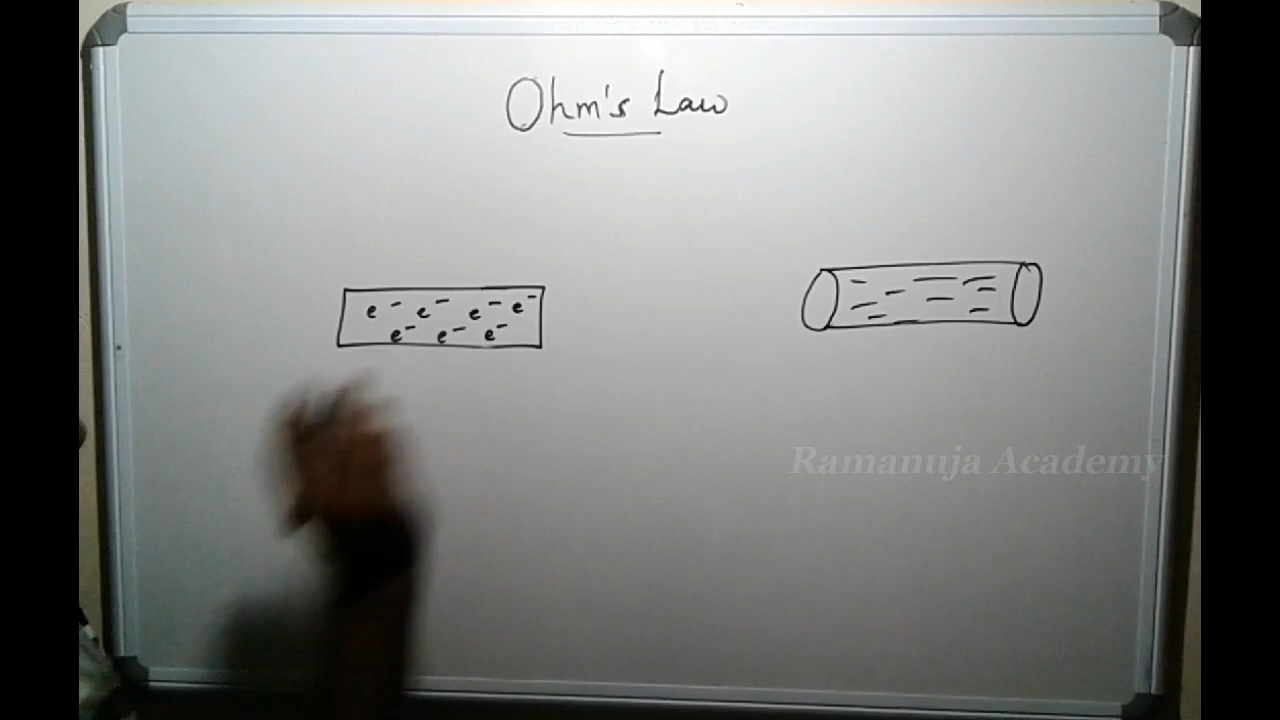 Ohm's Law
e⁻ e⁻ e⁻ e⁻
e⁻ e⁻ e⁻
Ramanuja Academy